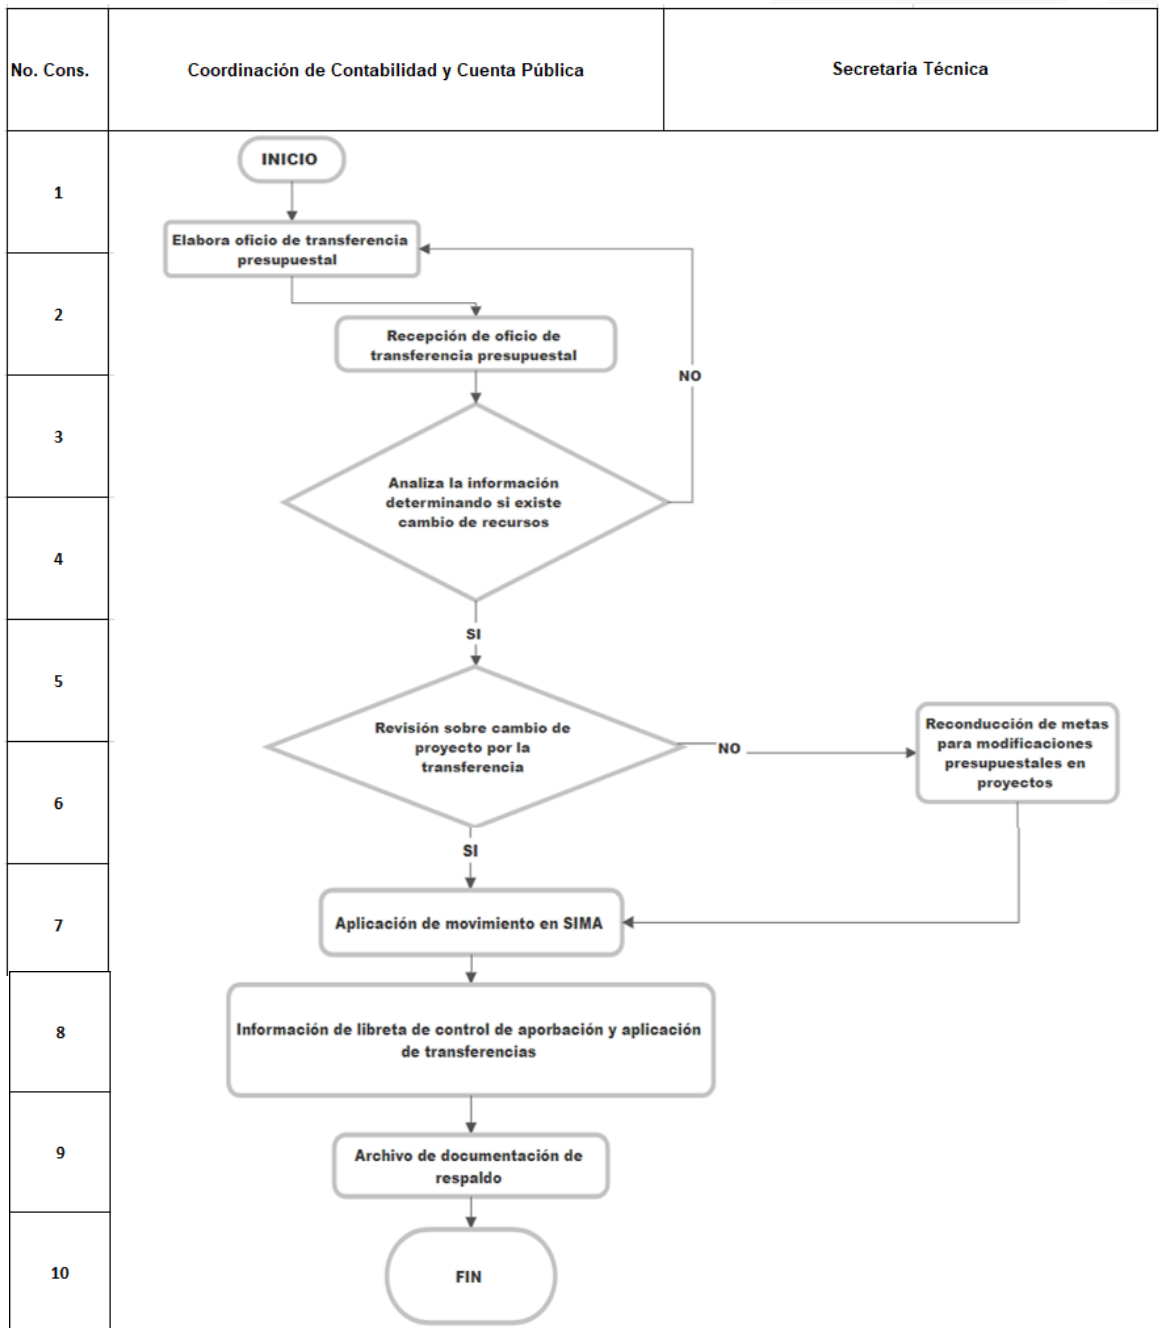 No. Cons.
Coordinación de Contabilidad y Cuenta Pública
Secretaria Técnica
1
INICIO
Elabora oficio de transferencia
presupuestal
2
Recepción de oficio de
transferencia presupuestal
NO
3
Analiza la información
determinando si existe
cambio de recursos
4
SI
5
Revisión sobre cambio de
proyecto por la
transferencia
NO
Reconducción de metas
para modificaciones
presupuestales en
proyectos
6
SI
7
Aplicación de movimiento en SIMA
8
Información de libreta de control de aporbación y aplicación
de transferencias
9
Archivo de documentación de
respaldo
10
FIN